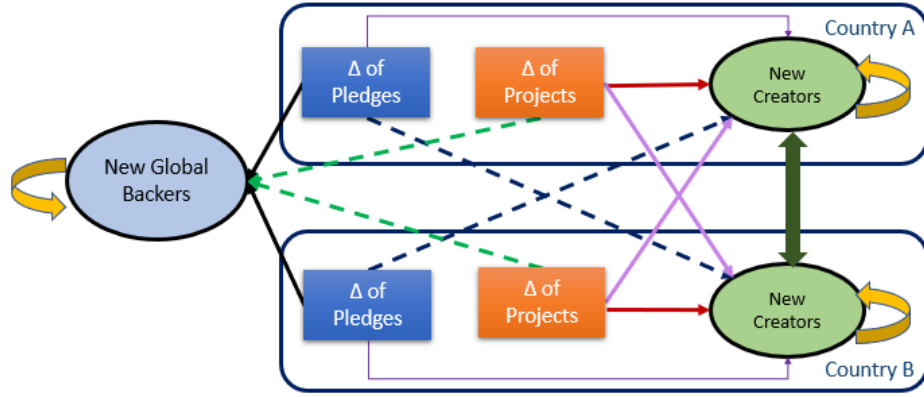 Country A
Δ of
Pledges
Δ of
Projects
New
Creators
New Global
Backers
Δ of
Pledges
Δ of
Projects
New
Creators
Country B